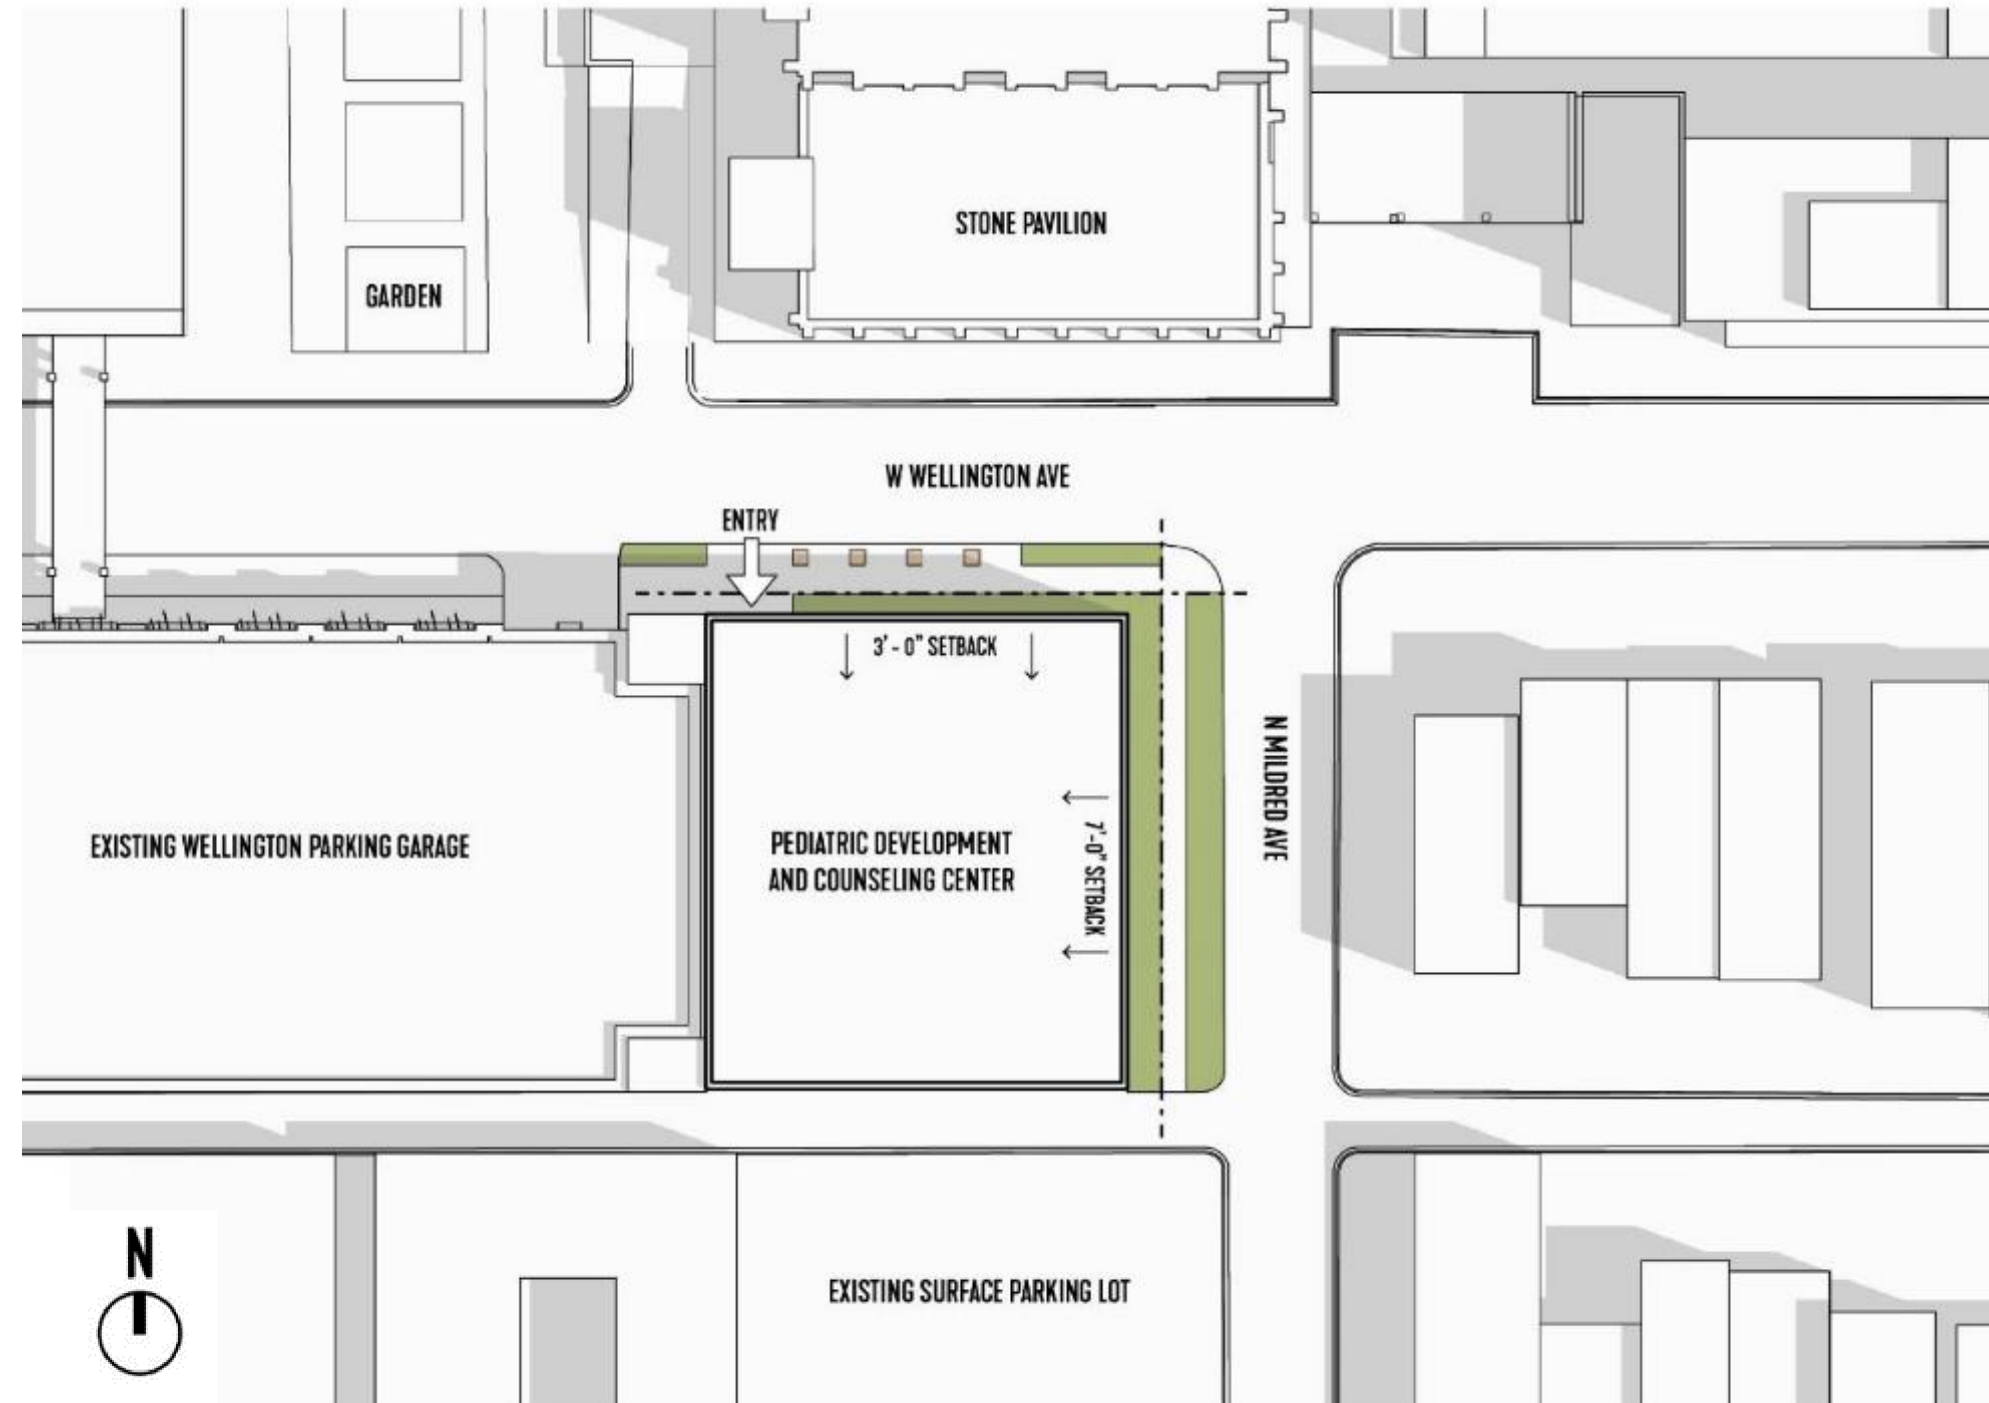 STONE PAVILION
GARDEN
W WELLINGTON AVE
ENTRY
3' - 0" SETBACK
N MILDRED AVE
EXISTING WELLINGTON PARKING GARAGE
PEDIATRIC DEVELOPMENT
AND COUNSELING CENTER
7'-0" SETBACK
N
EXISTING SURFACE PARKING LOT